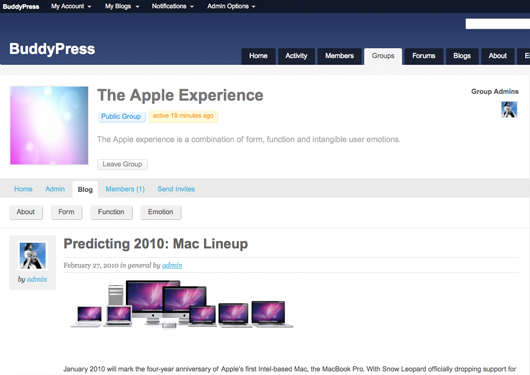 BuddyPress My Account My Blogs Notifications Admin Options
BuddyPress
Home Activity Members Groups Forums Blogs About
The Apple Experience
Group Admins
Public Group active 19 minutes ago
The Apple experience is a combination of form, function and intangible user emotions.
Leave Group
Home Admin Blog Members (1) Send Invites
About Form Function Emotion
Predicting 2010: Mac Lineup
February 27, 2010 in general by admin
by admin
January 2010 will mark the four-year anniversary of Apple's first Intel-based Mac, the MacBook Pro. With Snow Leopard officially dropping support for